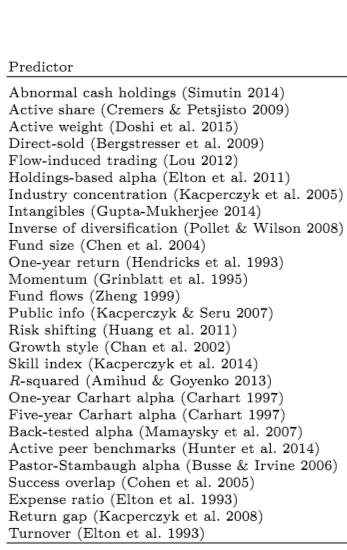 Predictor
Abnormal cash holdings (Simutin 2014)
Active share (Cremers & Petsjisto 2009)
Active weight (Doshi et al. 2015)
Direct-sold (Bergstresser et al. 2009)
Flow-induced trading (Lou 2012)
Holdings-based alpha (Elton et al. 2011)
Industry concentration (Kacperczyk et al. 2005)
Intangibles (Gupta-Mukherjee 2014)
Inverse of diversification (Pollet & Wilson 2008)
Fund size (Chen et al. 2004)
One-year return (Hendricks et al. 1993)
Momentum (Grinblatt et al. 1995)
Fund flows (Zheng 1999)
Public info (Kacperczyk & Seru 2007)
Risk shifting (Huang et al. 2011)
Growth style (Chan et al. 2002)
Skill index (Kacperczyk et al. 2014)
R-squared (Amihud & Goyenko 2013)
One-year Carhart alpha (Carhart 1997)
Five-year Carhart alpha (Carhart 1997)
Back-tested alpha (Mamaysky et al. 2007)
Active peer benchmarks (Hunter et al. 2014)
Pastor-Stambaugh alpha (Busse & Irvine 2006)
Success overlap (Cohen et al. 2005)
Expense ratio (Elton et al. 1993)
Return gap (Kacperczyk et al. 2008)
Turnover (Elton et al. 1993)